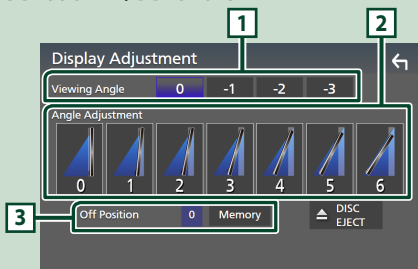 1
2
Display Adjustment
Viewing Angle 0 -1 -2 -3
Angle Adjustment
0 1 2 3 4 5 6
3
Off Position 0 Memory DISC
EJECT